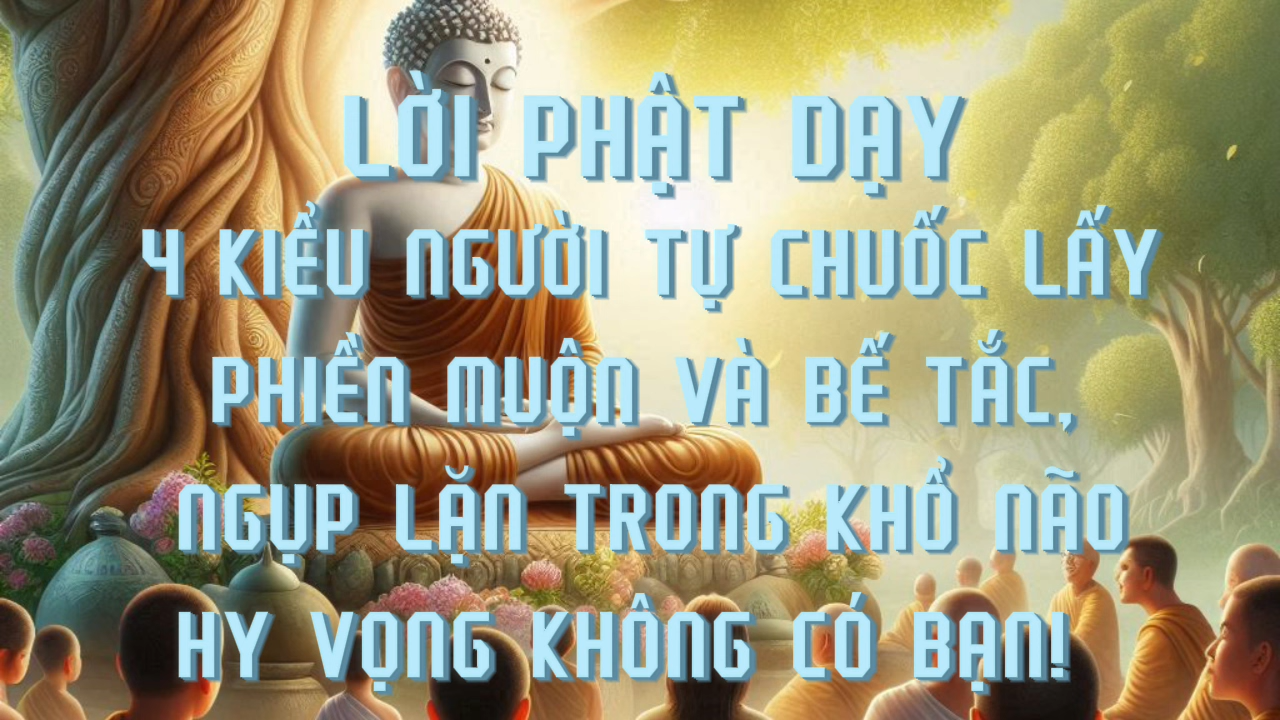 LỜI PHẬT DẠY
4 KIỂU NGƯỜI TỰ CHUỐC LẤY
PHIỀN MUỘN VÀ BẾ TẮC,
NGỤP LẶN TRONG KHỔ NÃO
HY VỌNG KHÔNG CÓ BẠN!